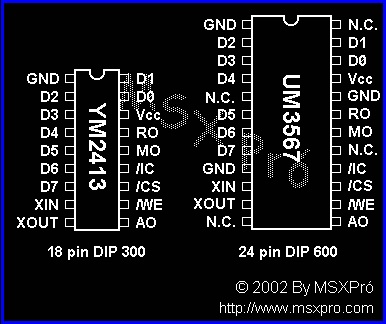 GND D1
D2 D0
D3 Vcc
D4 RO
D5 MO
D6 /IC
D7 /CS
XIN /WE
XOUT AO
YM2413
18 pin DIP 300
GND N.C.
D2 D1
D3 D0
D4 Vcc
N.C. GND
D5 RO
D6 MO
D7 N.C.
GND /IC
XIN /CS
XOUT /WE
N.C. AO
UM3567
24 pin DIP 600
MSXPró
© 2002 By MSXPró
http://www.msxpro.com